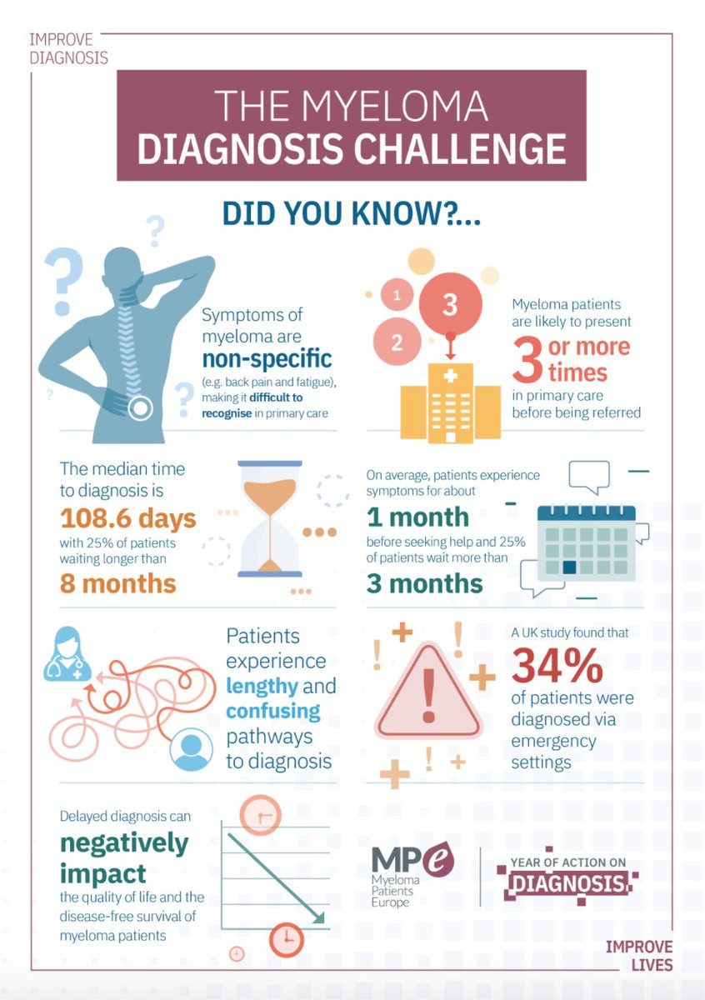 IMPROVE
DIAGNOSIS
THE MYELOMA
DIAGNOSIS CHALLENGE
DID YOU KNOW?...
?
?
?
?
Symptoms of
myeloma are
non-specific
(e.g. back pain and fatigue),
making it difficult to
recognise in primary care
1
2
3
Myeloma patients
are likely to present
3 or more
times
in primary care
before being referred
The median time
to diagnosis is
108.6 days
with 25% of patients
waiting longer than
8 months
On average, patients experience
symptoms for about
1 month
before seeking help and 25%
of patients wait more than
3 months
Patients
experience
lengthy and
confusing
pathways
to diagnosis
A UK study found that
34%
of patients were
diagnosed via
emergency
settings
Delayed diagnosis can
negatively
impact
the quality of life and the
disease-free survival of
myeloma patients
MPe
Myeloma
Patients
Europe
YEAR OF ACTION ON
DIAGNOSIS
IMPROVE
LIVES